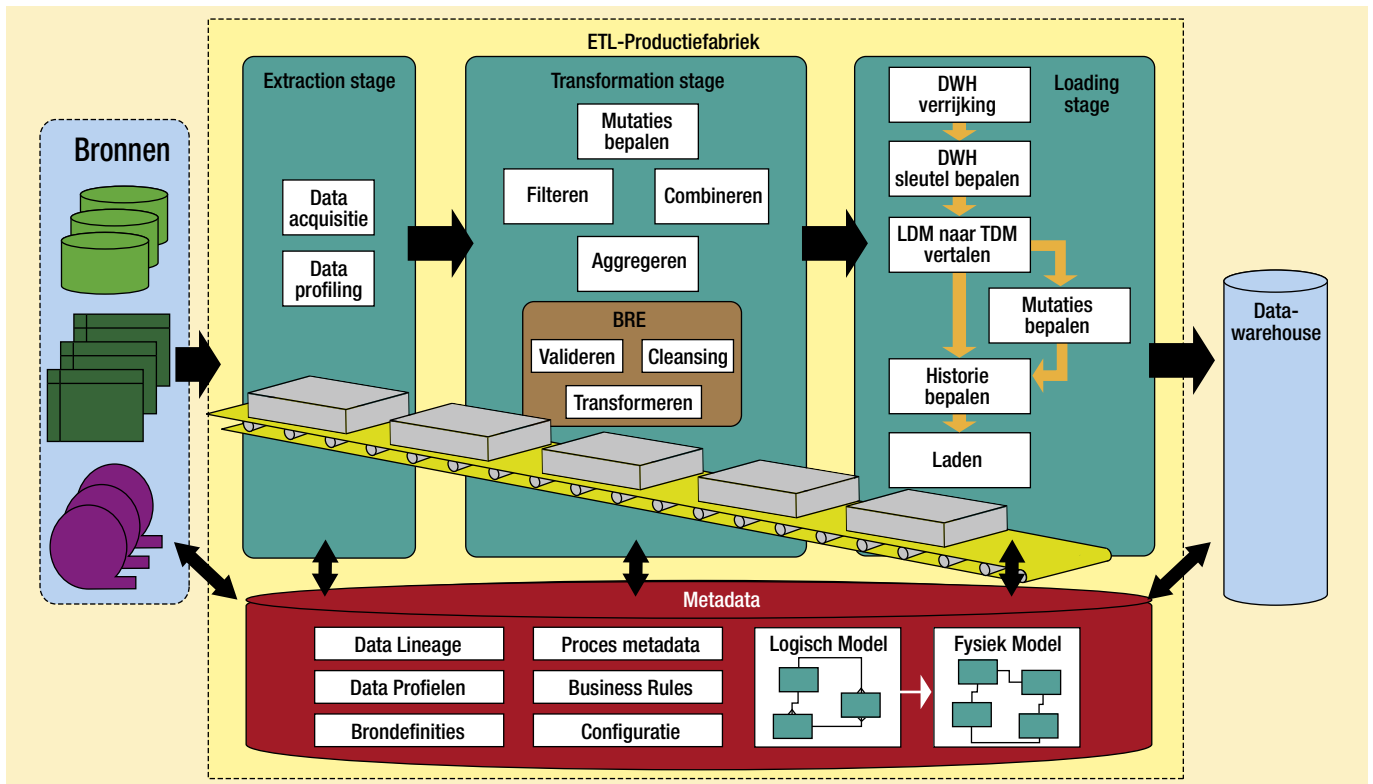 ETL-Productiefabriek
Bronnen
Extraction stage
Data
acquisitie
Data
profiling
Transformation stage
Mutaties
bepalen
Filteren
Combineren
Aggregeren
BRE
Valideren
Cleansing
Transformeren
Loading
stage
DWH
verrijking
DWH
sleutel bepalen
LDM naar TDM
vertalen
Mutaties
bepalen
Historie
bepalen
Laden
Data-
warehouse
Metadata
Data Lineage
Data Profielen
Brondefinities
Proces metadata
Business Rules
Configuratie
Logisch Model
Fysiek Model